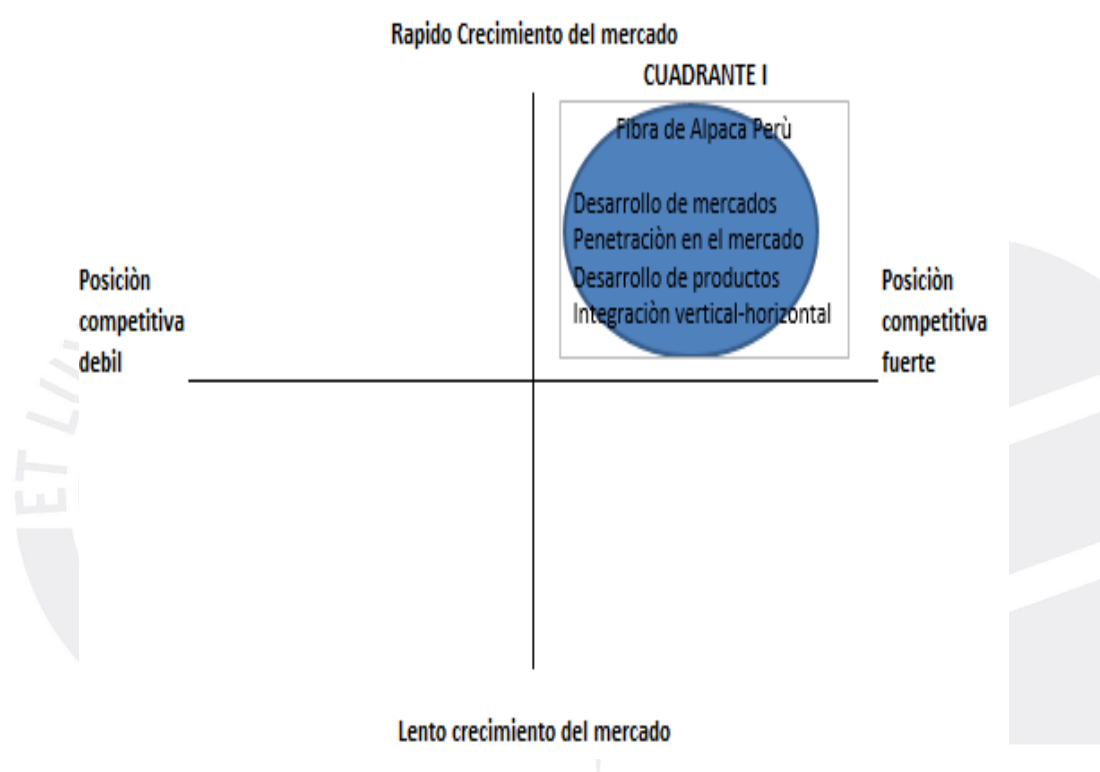 Rapido Crecimiento del mercado
CUADRANTE I
Fibra de Alpaca Perù
Desarrollo de mercados
Penetraciòn en el mercado
Desarrollo de productos
Integraciòn vertical-horizontal
Posiciòn
competitiva
debil
Posiciòn
competitiva
fuerte
Lento crecimiento del mercado
ET